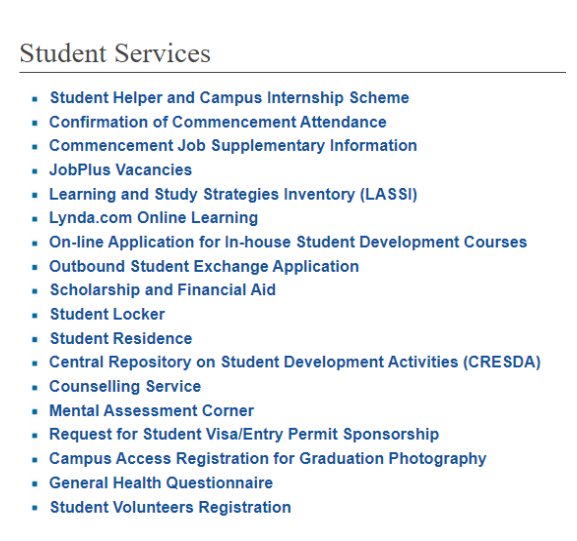 Student Services
Student Helper and Campus Internship Scheme
Confirmation of Commencement Attendance
Commencement Job Supplementary Information
JobPlus Vacancies
Learning and Study Strategies Inventory (LASSI)
Lynda.com Online Learning
On-line Application for In-house Student Development Courses
Outbound Student Exchange Application
Scholarship and Financial Aid
Student Locker
Student Residence
Central Repository on Student Development Activities (CRESDA)
Counselling Service
Mental Assessment Corner
Request for Student Visa/Entry Permit Sponsorship
Campus Access Registration for Graduation Photography
General Health Questionnaire
Student Volunteers Registration